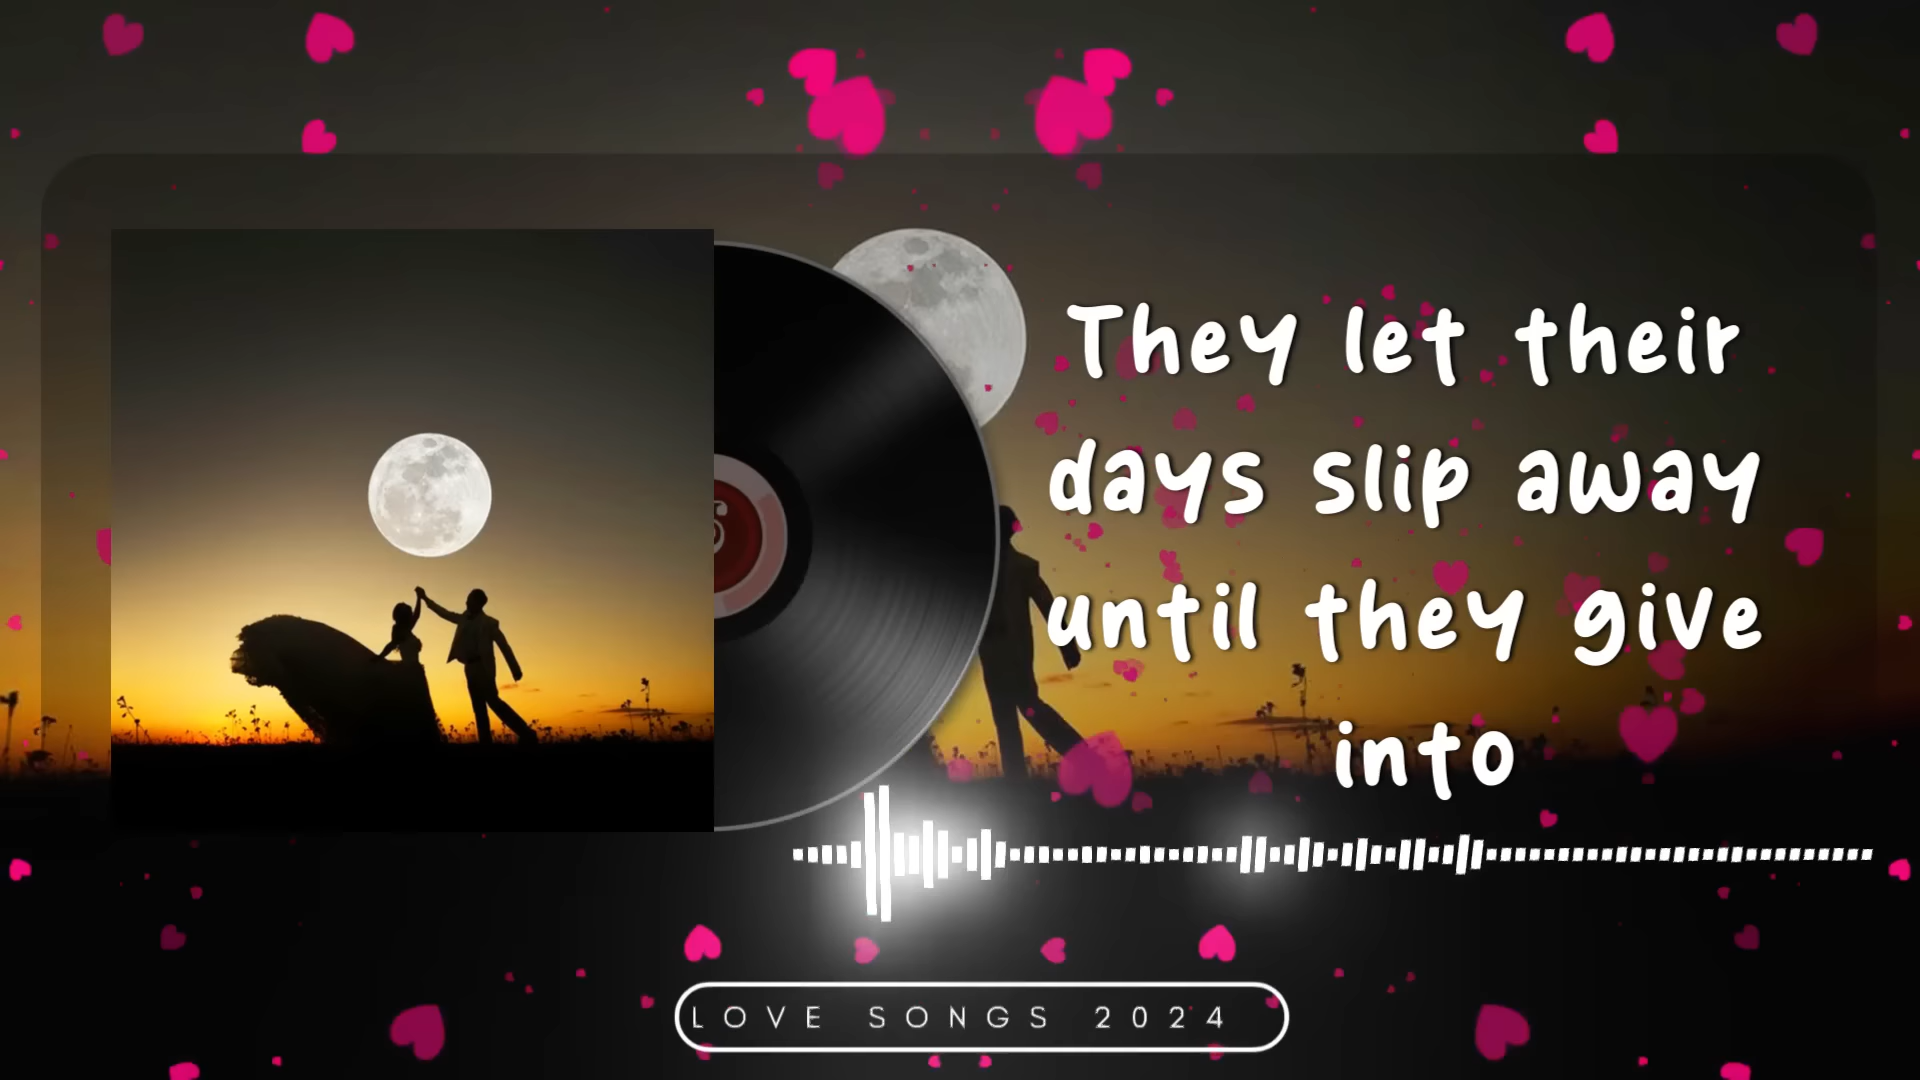 They let their
days slip away
until they give
into
LOVE SONGS 2024